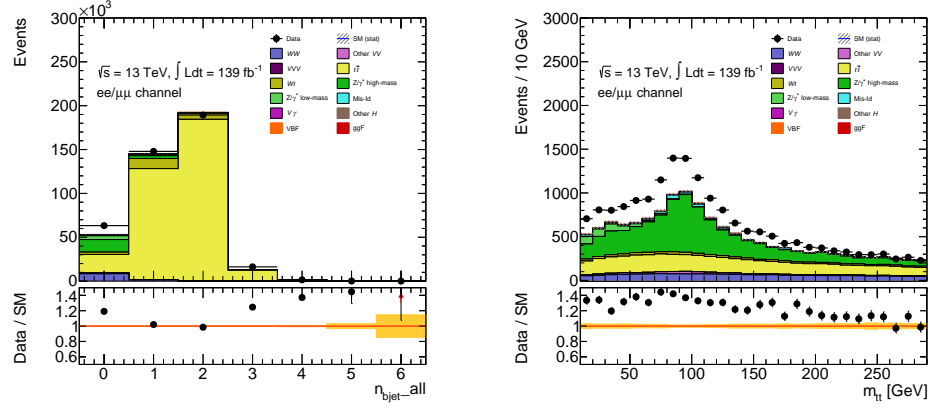 Events
300
×10³
250
200
150
100
50
0
Data
SM (stat)
WW
Other VV
VVV
tt̄
Wt
Z/γ* high-mass
Z/γ* low-mass
Mis-Id
Vγ
Other H
VBF
ggF
√s = 13 TeV, ∫ Ldt = 139 fb⁻¹
ee/μμ channel
Data / SM
1.4
1.2
1
0.8
0.6
0 1 2 3 4 5 6
n_bjet_all
Events / 10 GeV
3000
2500
2000
1500
1000
500
0
Data
SM (stat)
WW
Other VV
VVV
tt̄
Wt
Z/γ* high-mass
Z/γ* low-mass
Mis-Id
Vγ
Other H
VBF
ggF
√s = 13 TeV, ∫ Ldt = 139 fb⁻¹
ee/μμ channel
Data / SM
1.4
1.2
1
0.8
0.6
50 100 150 200 250
m_ττ [GeV]